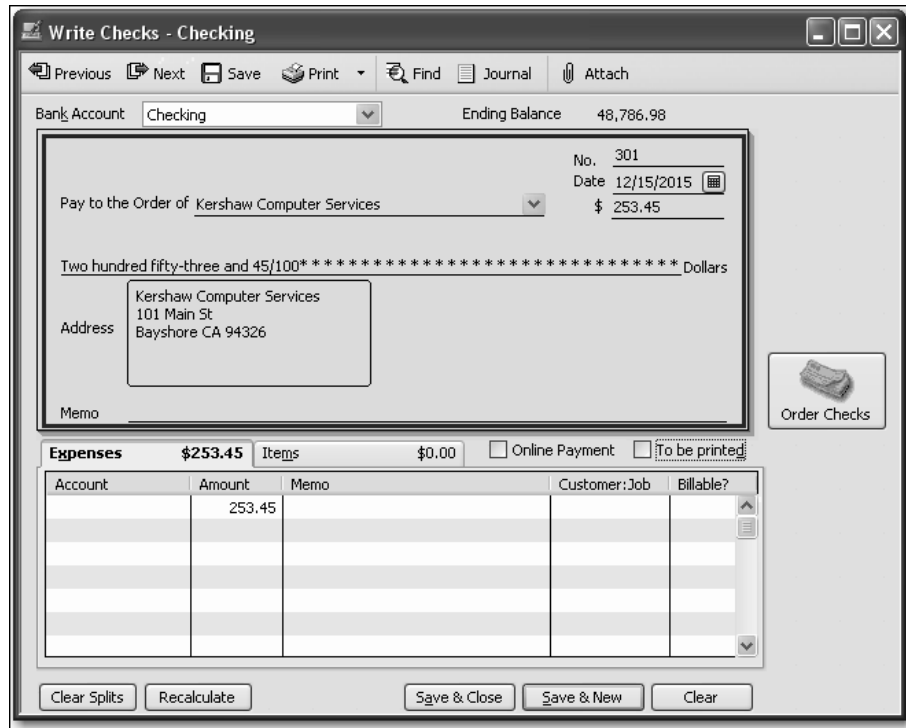 Write Checks - Checking
Previous Next Save Print Find Journal Attach
Bank Account Checking Ending Balance 48,786.98
No. 301
Date 12/15/2015
Pay to the Order of Kershaw Computer Services $ 253.45
Two hundred fifty-three and 45/100* * * * * * * * * * * * * * * * * * * * * * * * * * * * * * * * Dollars
Kershaw Computer Services
101 Main St
Address Bayshore CA 94326
Memo
Order Checks
Expenses $253.45 Items $0.00 Online Payment To be printed
Account Amount Memo Customer:Job Billable?
253.45
Clear Splits Recalculate Save & Close Save & New Clear